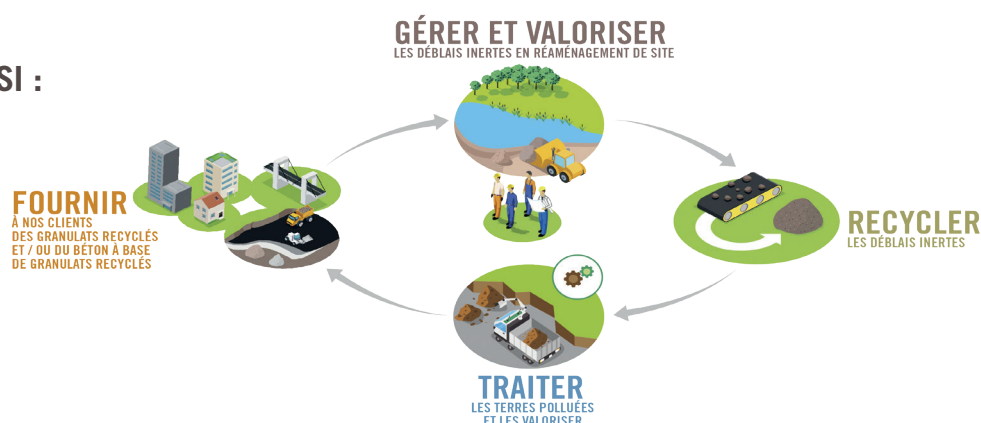 GÉRER ET VALORISER
LES DÉBLAIS INERTES EN RÉAMÉNAGEMENT DE SITE
SI :
FOURNIR
À NOS CLIENTS
DES GRANULATS RECYCLÉS
ET / OU DU BÉTON À BASE
DE GRANULATS RECYCLÉS
RECYCLER
LES DÉBLAIS INERTES
TRAITER
LES TERRES POLLUÉES
ET LES VALORISER